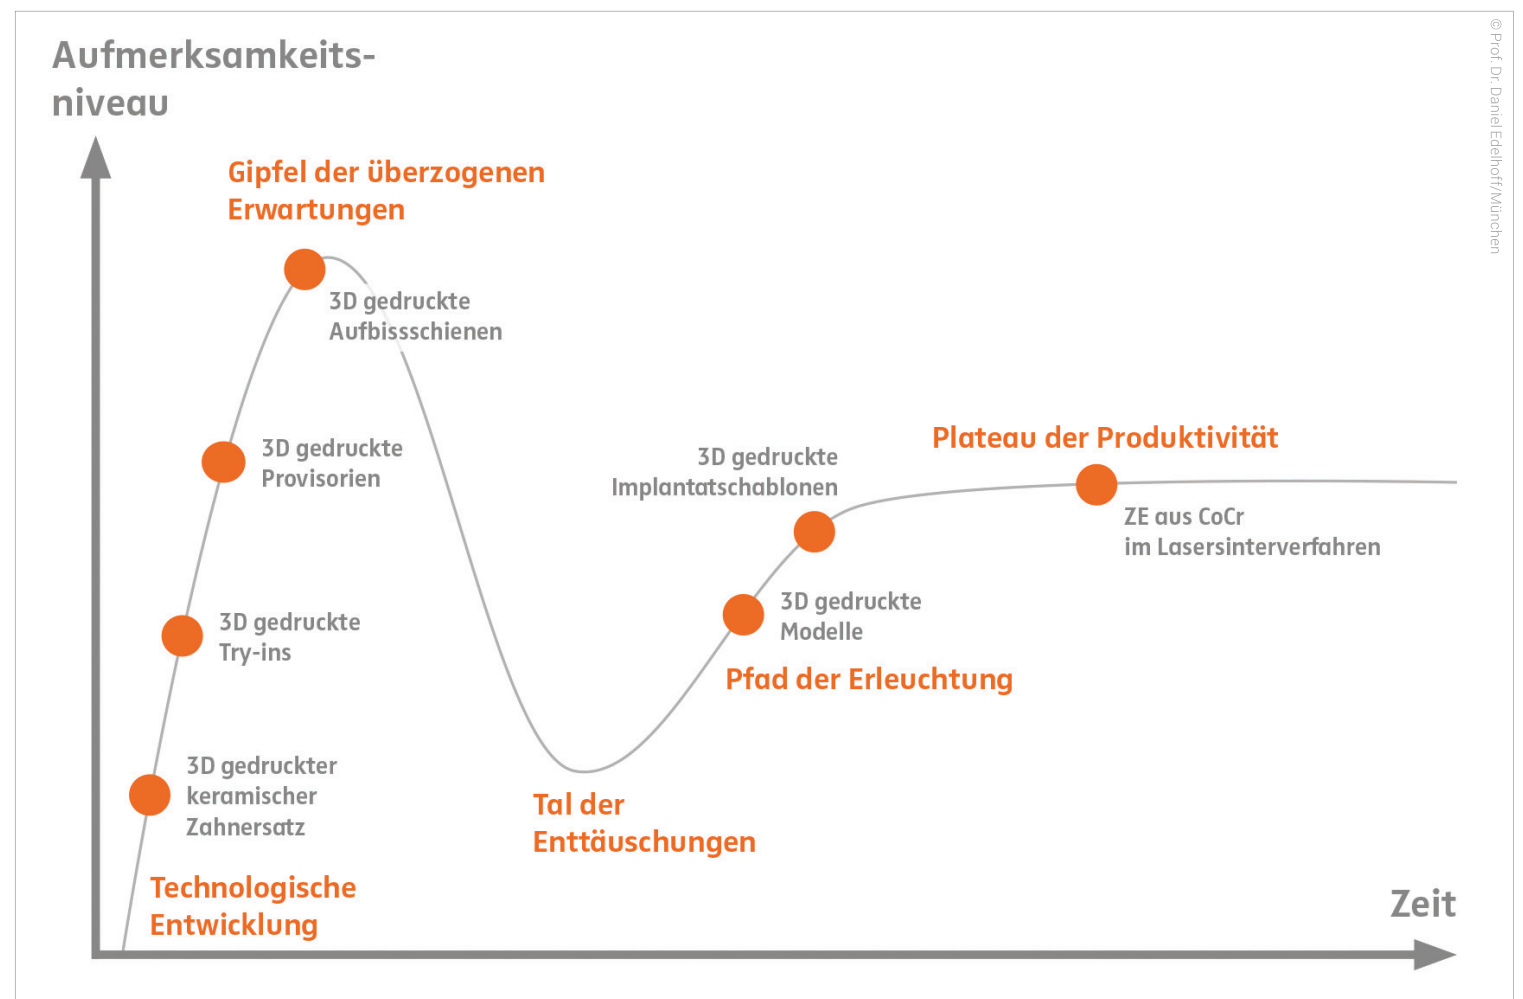 Aufmerksamkeits-
niveau
© Prof. Dr. Daniel Edelhoff/München
Gipfel der überzogenen
Erwartungen
3D gedruckte
Aufbissschienen
3D gedruckte
Provisorien
3D gedruckte
Try-ins
3D gedruckter
keramischer
Zahnersatz
Technologische
Entwicklung
Tal der
Enttäuschungen
3D gedruckte
Implantatschablonen
3D gedruckte
Modelle
Pfad der Erleuchtung
Plateau der Produktivität
ZE aus CoCr
im Lasersinterverfahren
Zeit